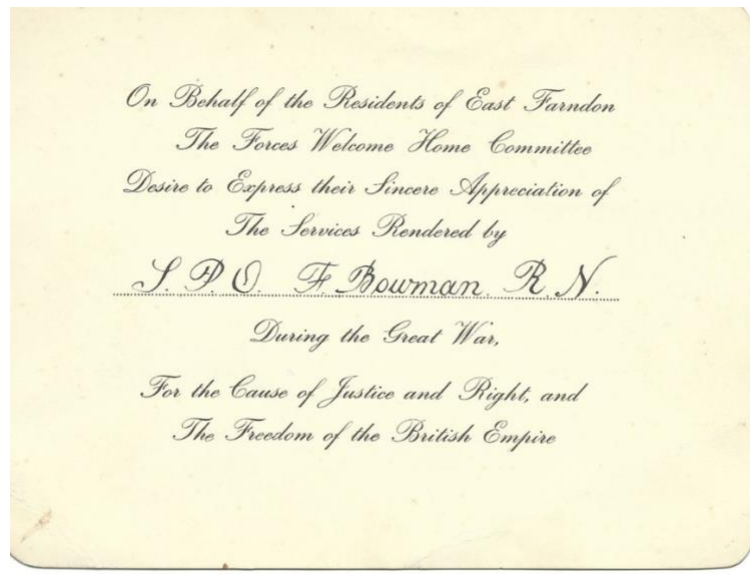 On Behalf of the Residents of East Farndon
The Forces Welcome Home Committee
Desire to Express their Sincere Appreciation of
The Services Rendered by
S. P. O. F. Bowman, R. N.
During the Great War,
For the Cause of Justice and Right, and
The Freedom of the British Empire